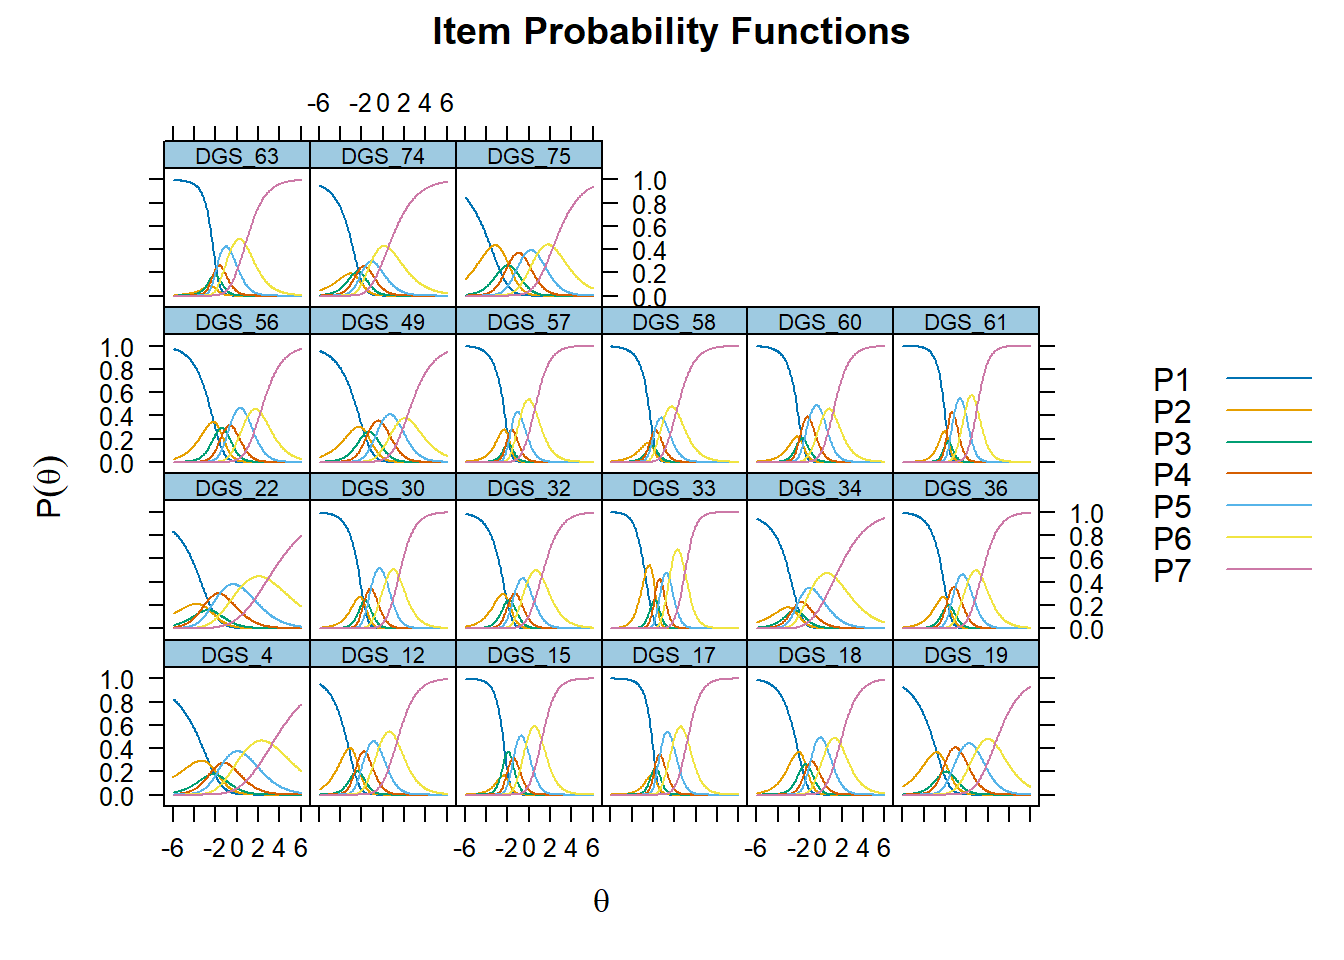 Item Probability Functions
-6 -2 0 2 4 6
DGS_63 DGS_74 DGS_75
1.0
0.8
0.6
0.4
0.2
0.0
DGS_56 DGS_49 DGS_57 DGS_58 DGS_60 DGS_61
1.0
0.8
0.6
0.4
0.2
0.0
P(θ)
P1
P2
P3
P4
P5
P6
P7
DGS_22 DGS_30 DGS_32 DGS_33 DGS_34 DGS_36
1.0
0.8
0.6
0.4
0.2
0.0
DGS_4 DGS_12 DGS_15 DGS_17 DGS_18 DGS_19
1.0
0.8
0.6
0.4
0.2
0.0
-6 -2 0 2 4 6 -6 -2 0 2 4 6 -6 -2 0 2 4 6
θ